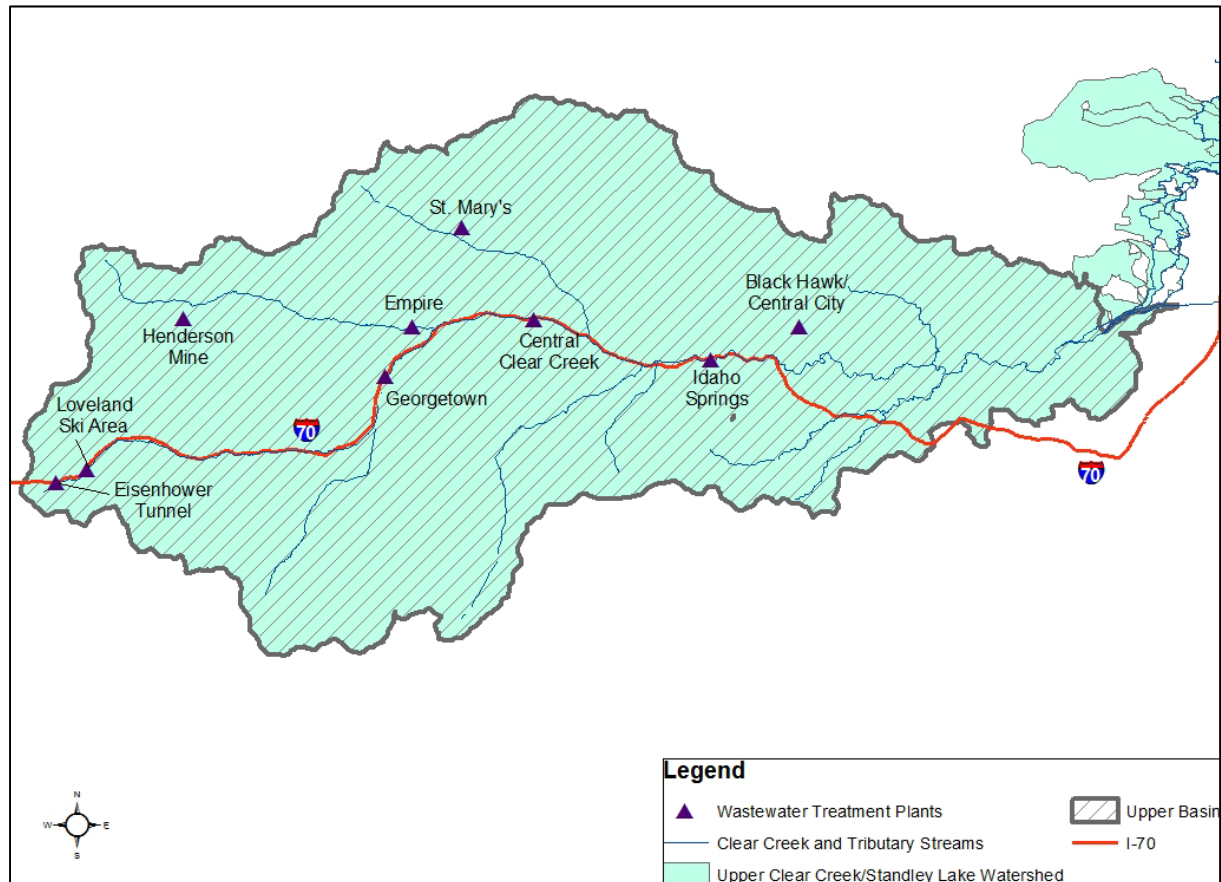 St. Mary's
Black Hawk/
Central City
Empire
Henderson
Mine
Central
Clear Creek
Idaho
Springs
Georgetown
Loveland
Ski Area
70
Eisenhower
Tunnel
70
Legend
Wastewater Treatment Plants
Upper Basin
Clear Creek and Tributary Streams
I-70
Upper Clear Creek/Standley Lake Watershed
N
W
E
S